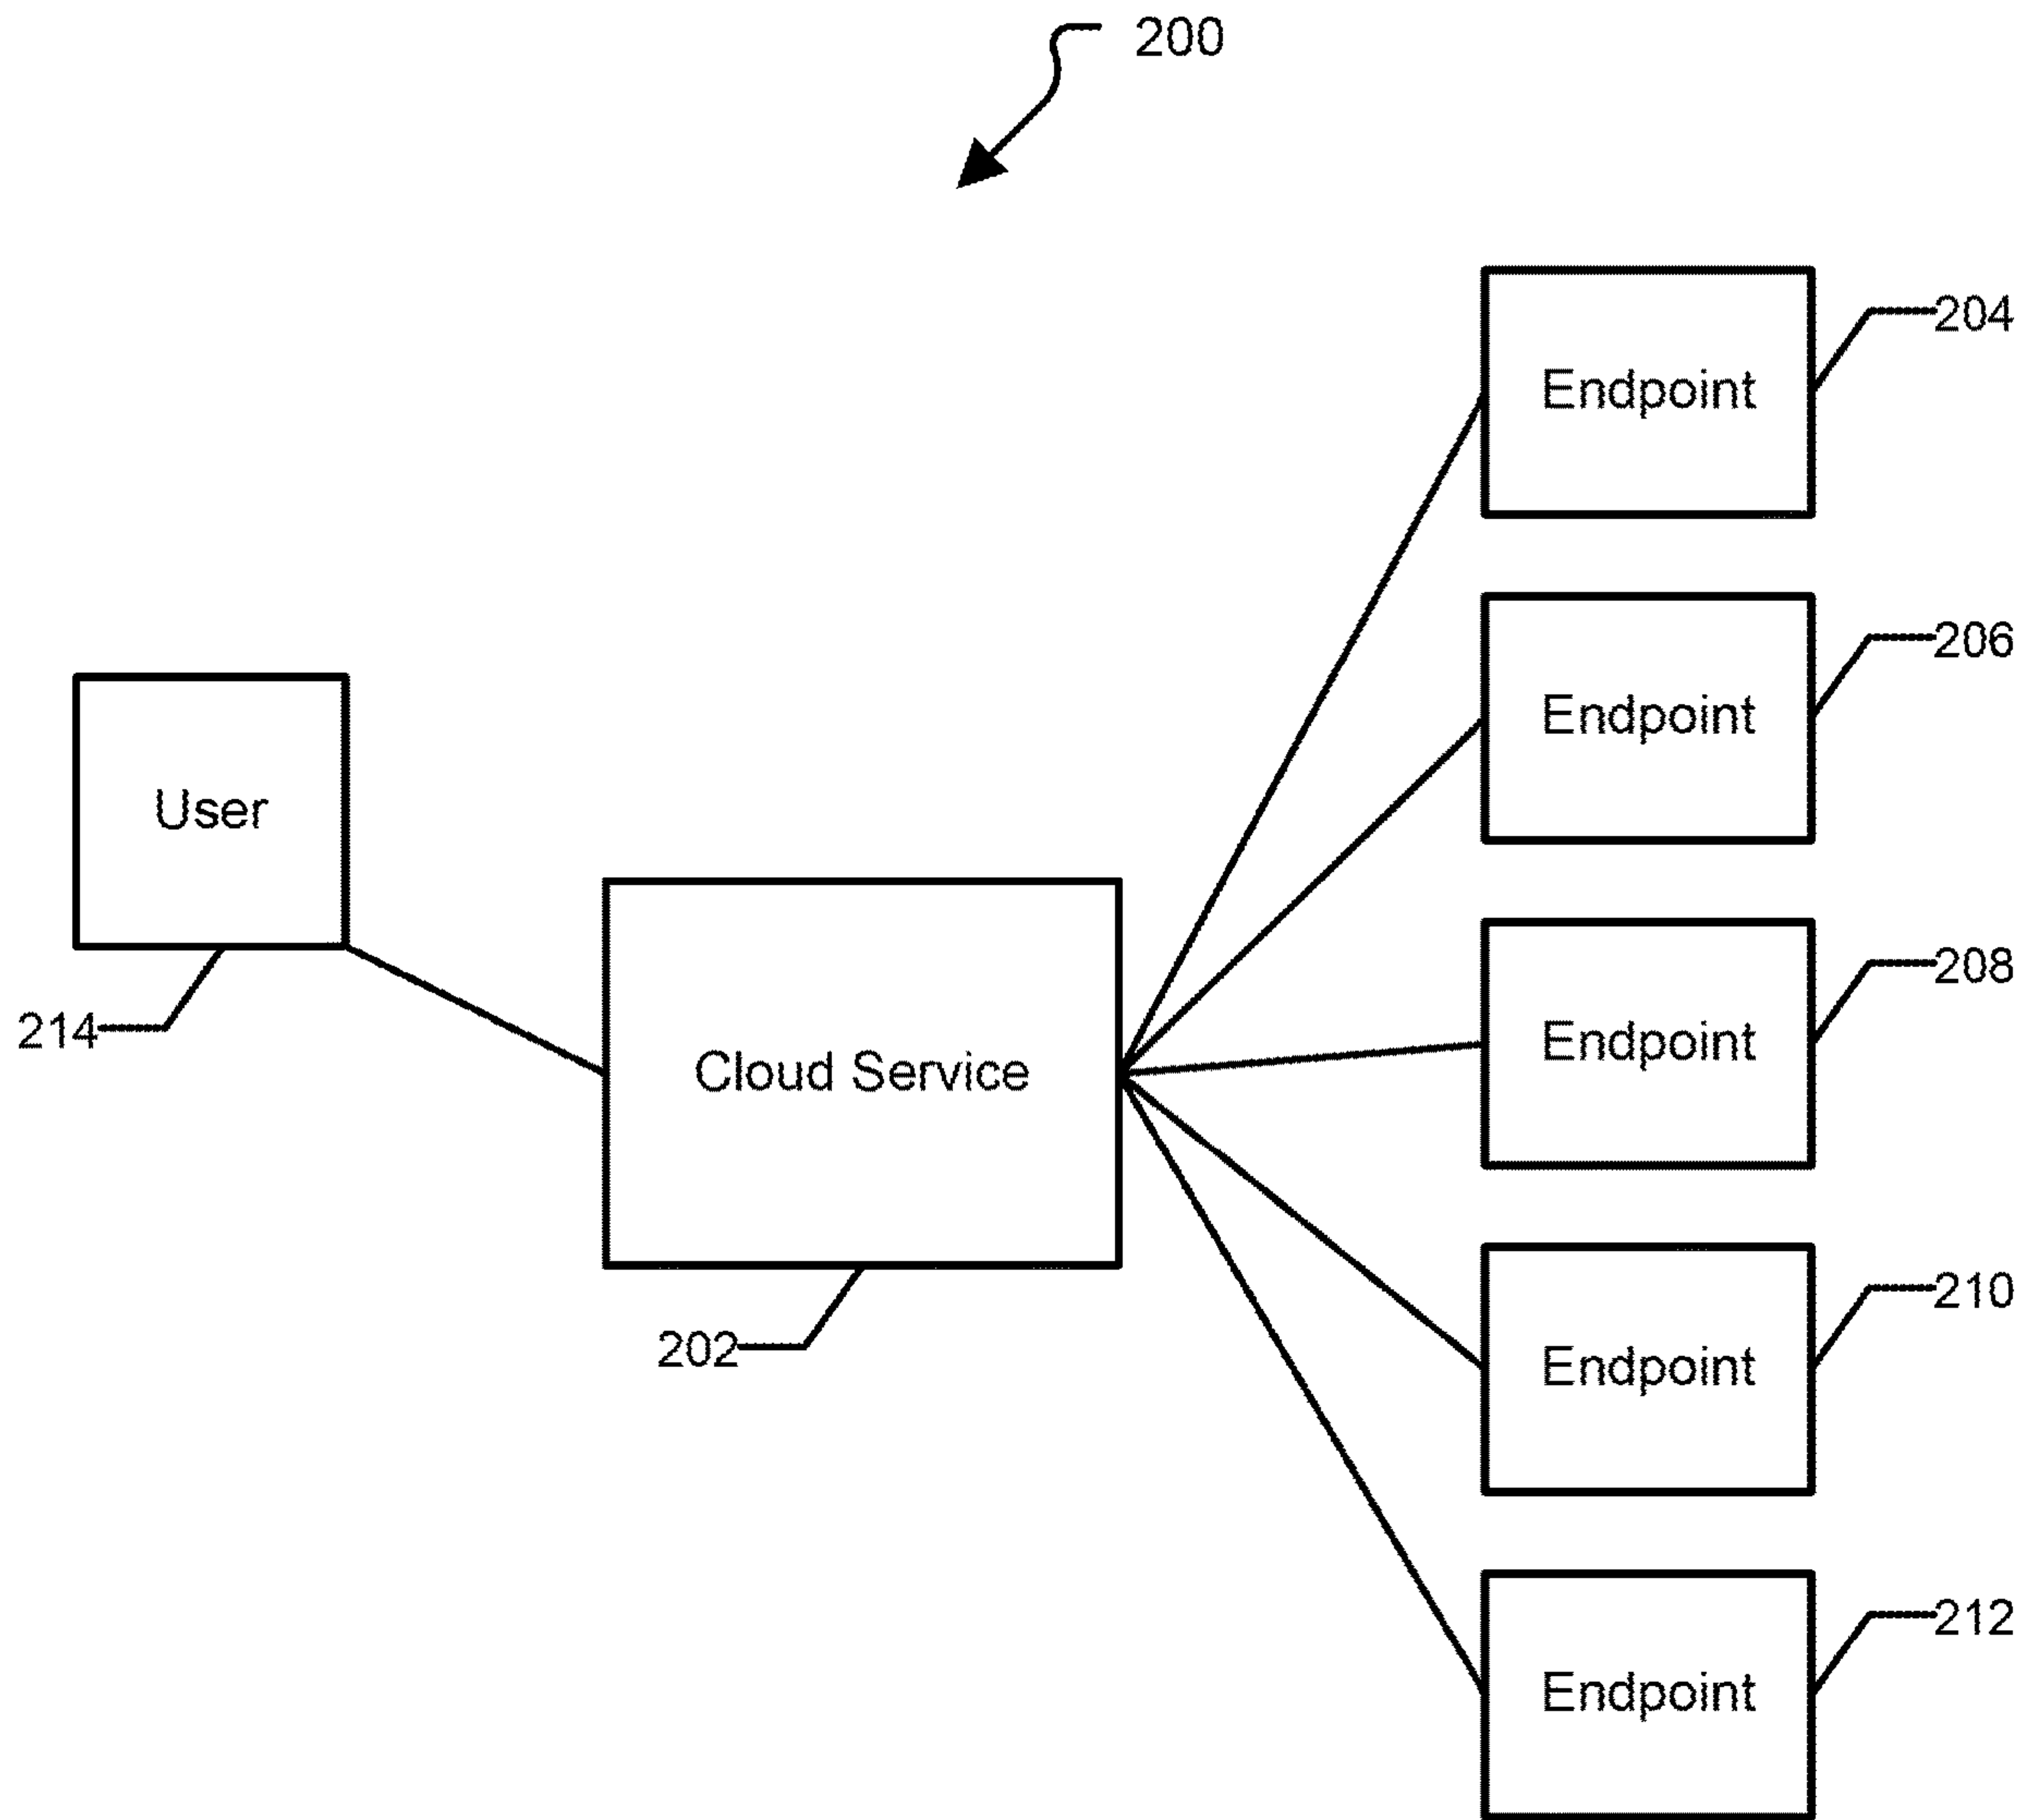 200
Endpoint
204
Endpoint
206
User
214
Cloud Service
202
Endpoint
208
Endpoint
210
Endpoint
212